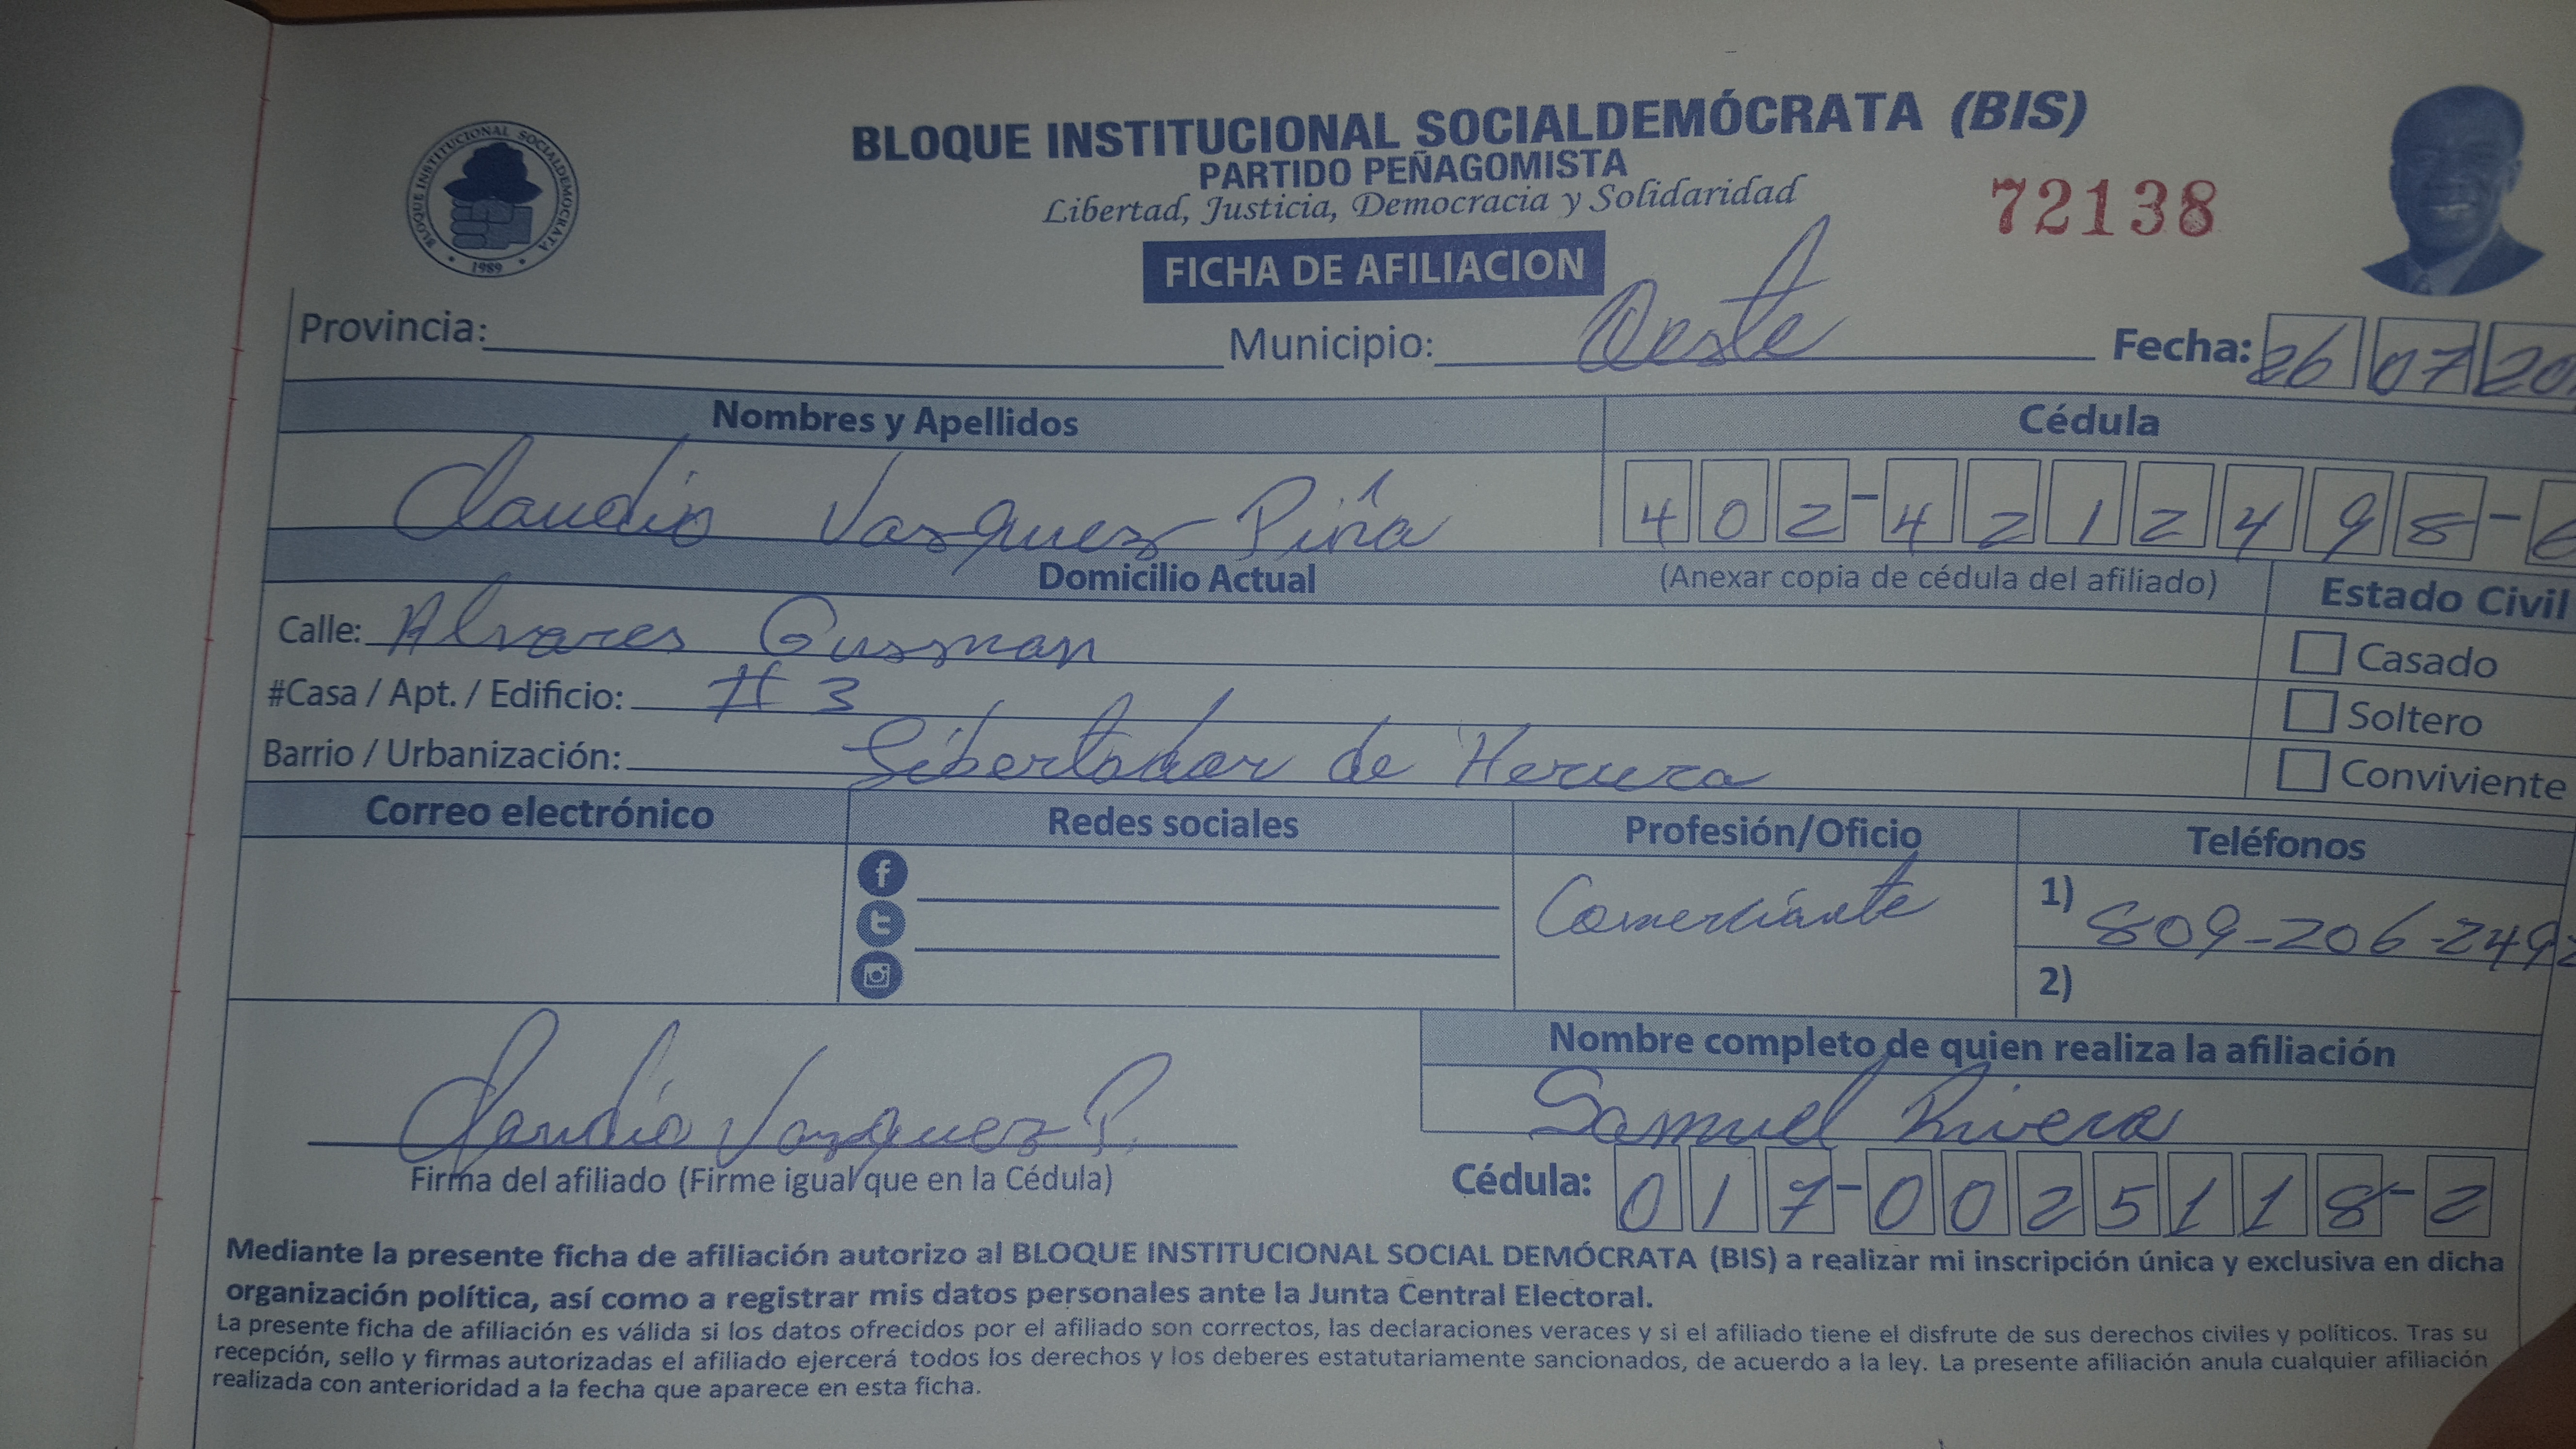 BLOQUE INSTITUCIONAL SOCIALDEMÓCRATA (BIS)
PARTIDO PEÑAGOMISTA
Libertad, Justicia, Democracia y Solidaridad
72138
BLOQUE INSTITUCIONAL SOCIALDEMOCRATA
1989
FICHA DE AFILIACION
Provincia: Municipio: Oeste Fecha: 26 07 20
Nombres y Apellidos Cédula
Claudio Vazquez Piña 402-4212498-
Domicilio Actual (Anexar copia de cédula del afiliado) Estado Civil
Calle: Alvares Gusman Casado
#Casa / Apt. / Edificio: # 3 Soltero
Barrio / Urbanización: Libertador de Herrera Conviviente
Correo electrónico Redes sociales Profesión/Oficio Teléfonos
Comerciante 1) 809-206-2492
2)
Nombre completo de quien realiza la afiliación
Claudio Vazquez P. Samuel Rivera
Firma del afiliado (Firme igual que en la Cédula) Cédula: 017-0025118-2
Mediante la presente ficha de afiliación autorizo al BLOQUE INSTITUCIONAL SOCIAL DEMÓCRATA (BIS) a realizar mi inscripción única y exclusiva en dicha
organización política, así como a registrar mis datos personales ante la Junta Central Electoral.
La presente ficha de afiliación es válida si los datos ofrecidos por el afiliado son correctos, las declaraciones veraces y si el afiliado tiene el disfrute de sus derechos civiles y políticos. Tras su
recepción, sello y firmas autorizadas el afiliado ejercerá todos los derechos y los deberes estatutariamente sancionados, de acuerdo a la ley. La presente afiliación anula cualquier afiliación
realizada con anterioridad a la fecha que aparece en esta ficha.